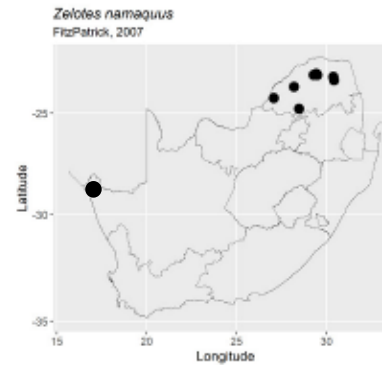 Zelotes namaquus
FitzPatrick, 2007
-25
-30
-35
Latitude
15 20 25 30
Longitude